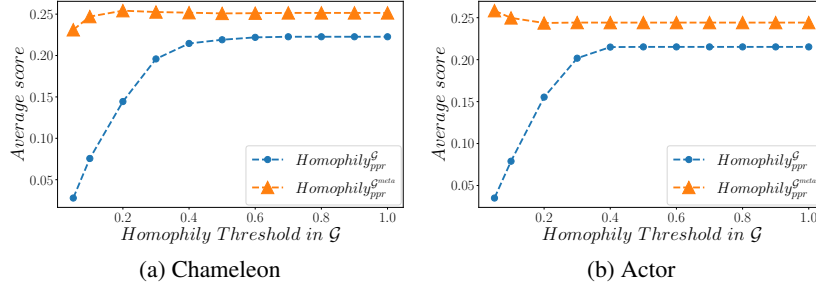 0.25
0.20
0.15
0.10
0.05
Average score
0.2 0.4 0.6 0.8 1.0
Homophily Threshold in 𝒢
Homophily^𝒢_ppr
Homophily^𝒢^meta_ppr
(a) Chameleon
0.25
0.20
0.15
0.10
0.05
Average score
0.2 0.4 0.6 0.8 1.0
Homophily Threshold in 𝒢
Homophily^𝒢_ppr
Homophily^𝒢^meta_ppr
(b) Actor